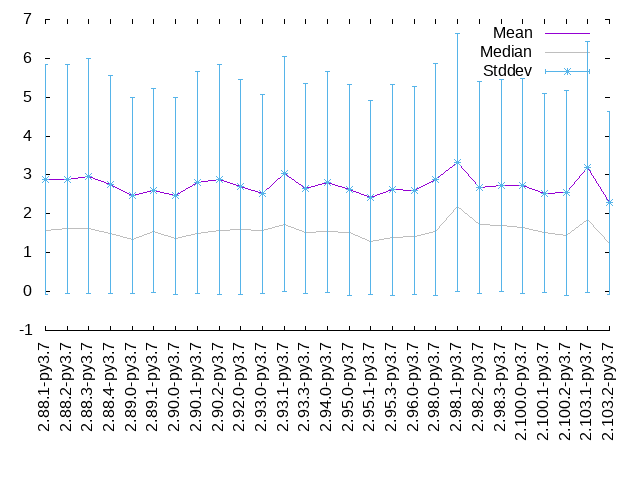 7
6
5
4
3
2
1
0
-1
Mean
Median
Stddev
2.88.1-py3.7
2.88.2-py3.7
2.88.3-py3.7
2.88.4-py3.7
2.89.0-py3.7
2.89.1-py3.7
2.90.0-py3.7
2.90.1-py3.7
2.90.2-py3.7
2.92.0-py3.7
2.93.0-py3.7
2.93.1-py3.7
2.93.3-py3.7
2.94.0-py3.7
2.95.0-py3.7
2.95.1-py3.7
2.95.3-py3.7
2.96.0-py3.7
2.98.0-py3.7
2.98.1-py3.7
2.98.2-py3.7
2.98.3-py3.7
2.100.0-py3.7
2.100.1-py3.7
2.100.2-py3.7
2.103.1-py3.7
2.103.2-py3.7